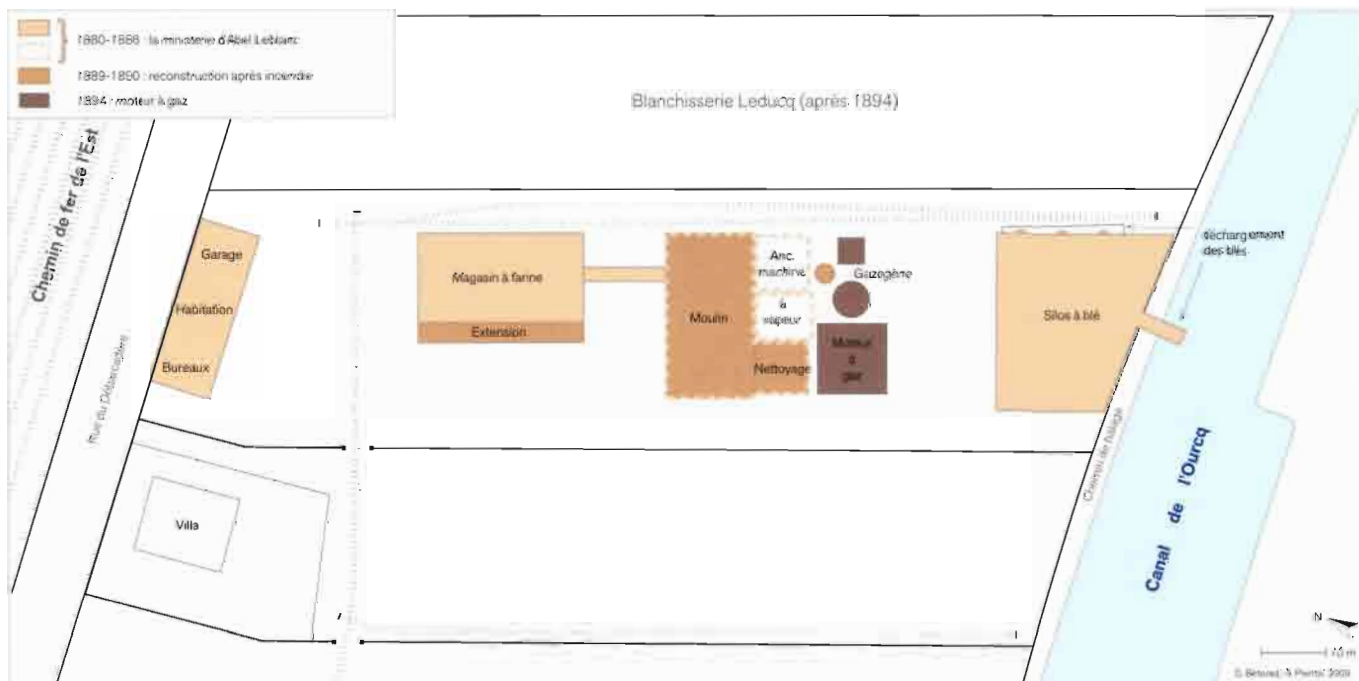 1880-1886 : la minoterie d'Abel Leblanc
1889-1890 : reconstruction après incendie
1894 : moteur à gaz
Blanchisserie Leducq (après 1894)
Chemin de fer de l'Est
Rue du Débarcadère
Garage
Habitation
Bureaux
Villa
Magasin à farine
Extension
Moulin
Anc.
machine
à
vapeur
Nettoyage
Gazogène
Moteur
à
gaz
Silos à blé
déchargement
des blés
Chemin de halage
Canal de l'Ourcq
N
10 m
2009